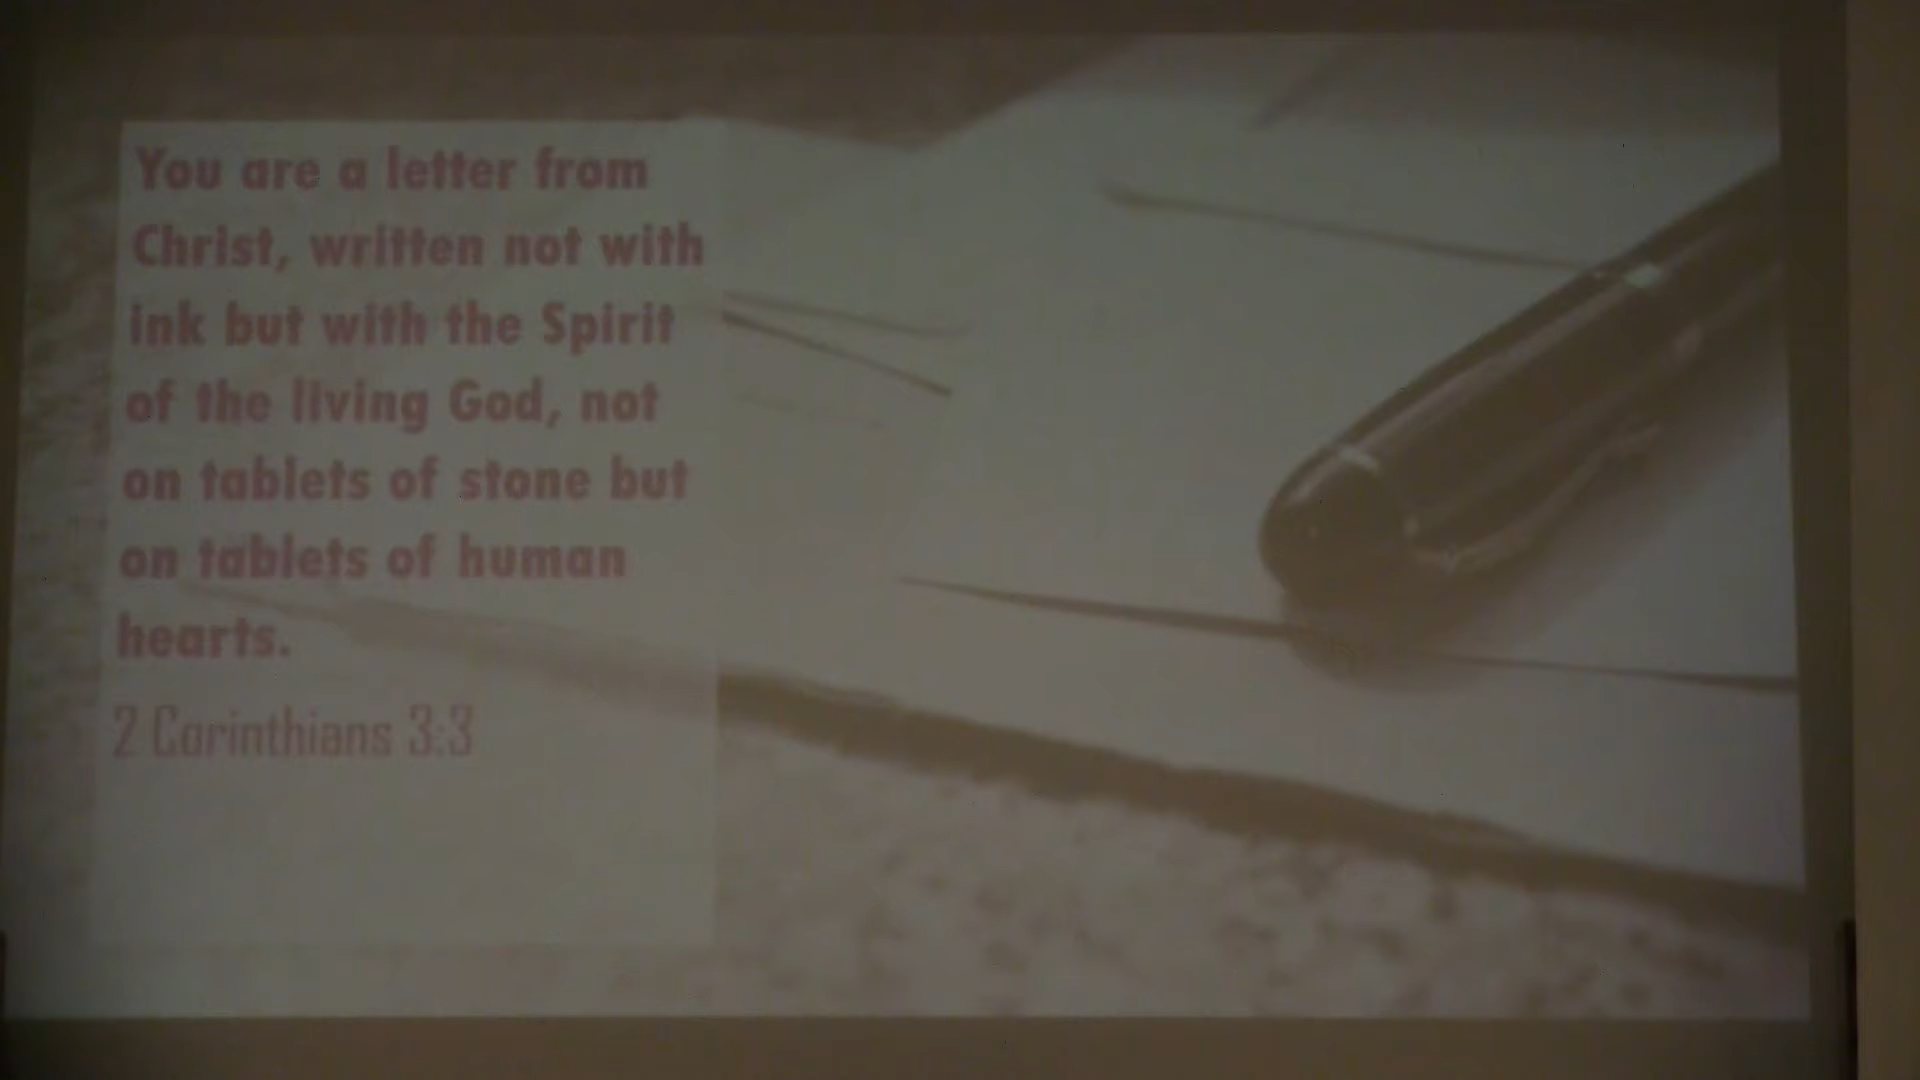 You are a letter from
Christ, written not with
ink but with the Spirit
of the living God, not
on tablets of stone but
on tablets of human
hearts.
2 Corinthians 3:3